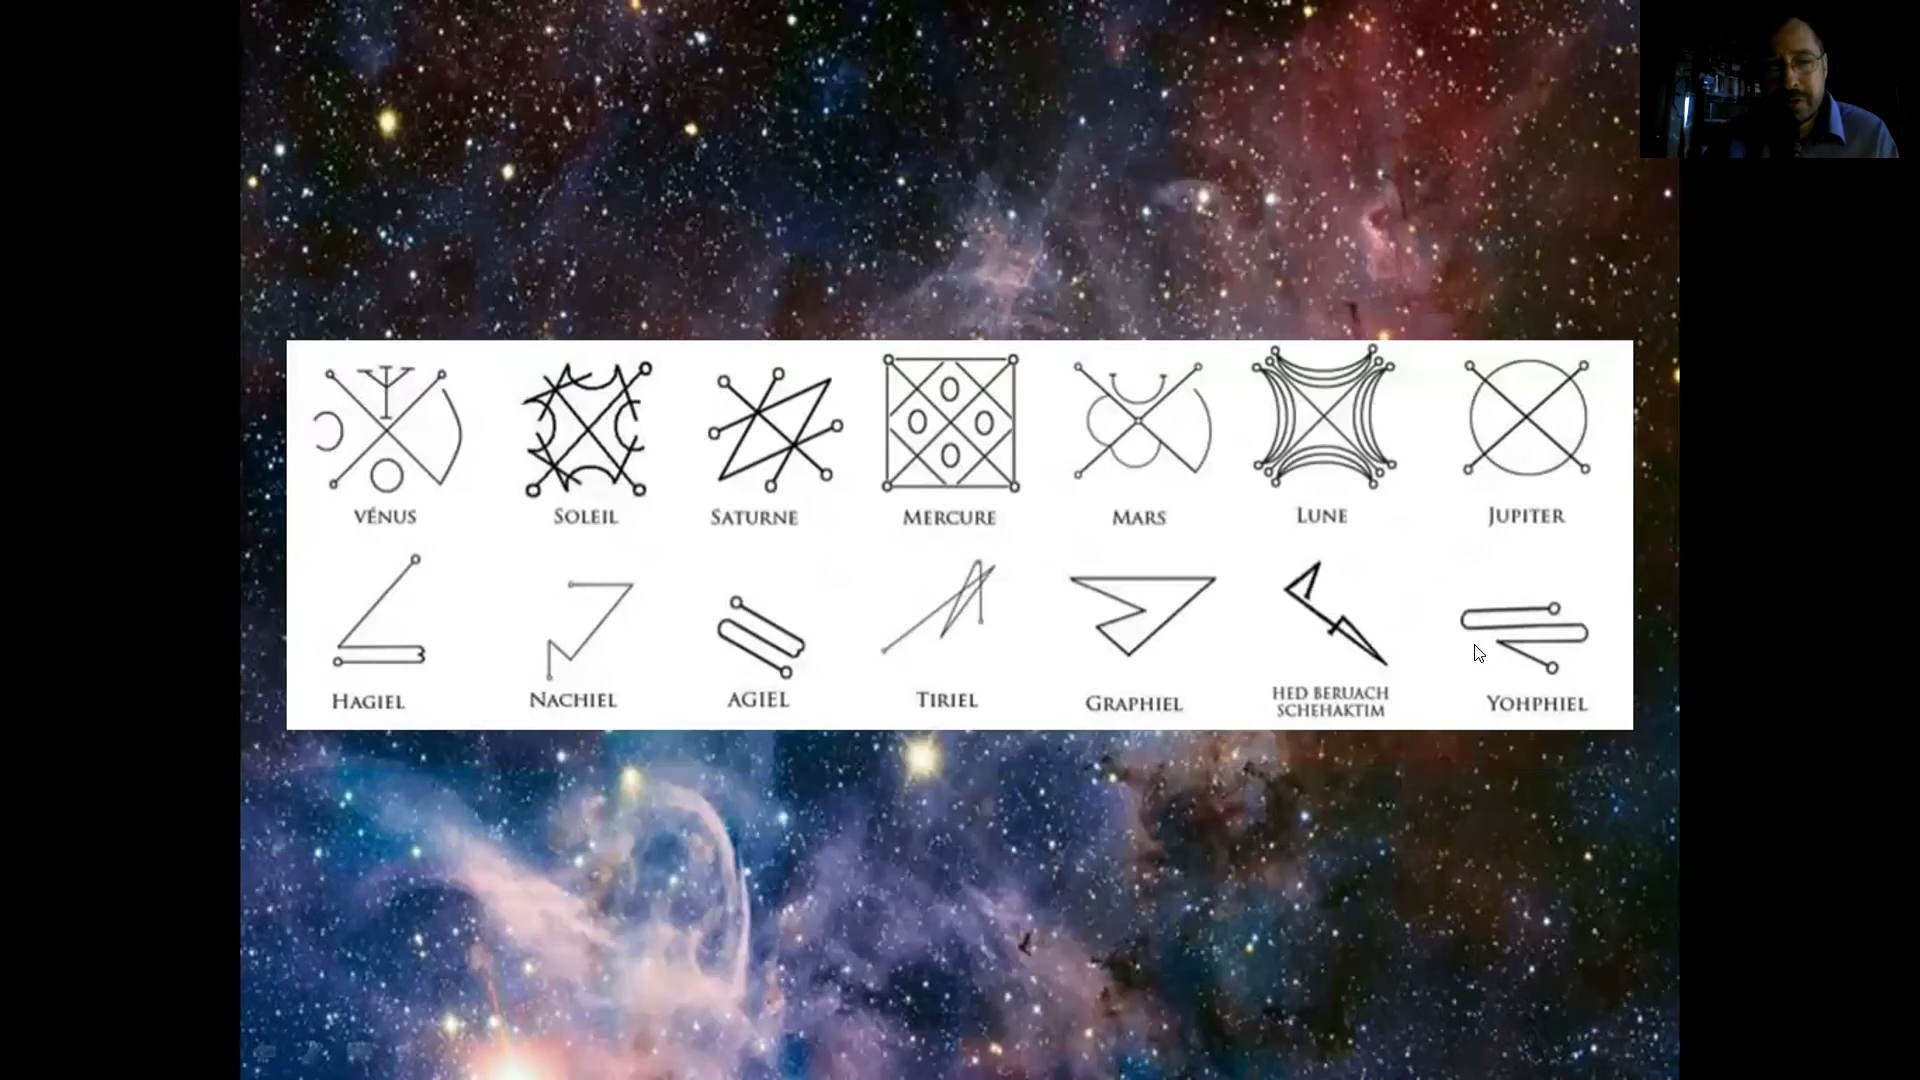 VÉNUS SOLEIL SATURNE MERCURE MARS LUNE JUPITER
HAGIEL NACHIEL AGIEL TIRIEL GRAPHIEL HED BERUACH SCHEHAKTIM YOHPHIEL